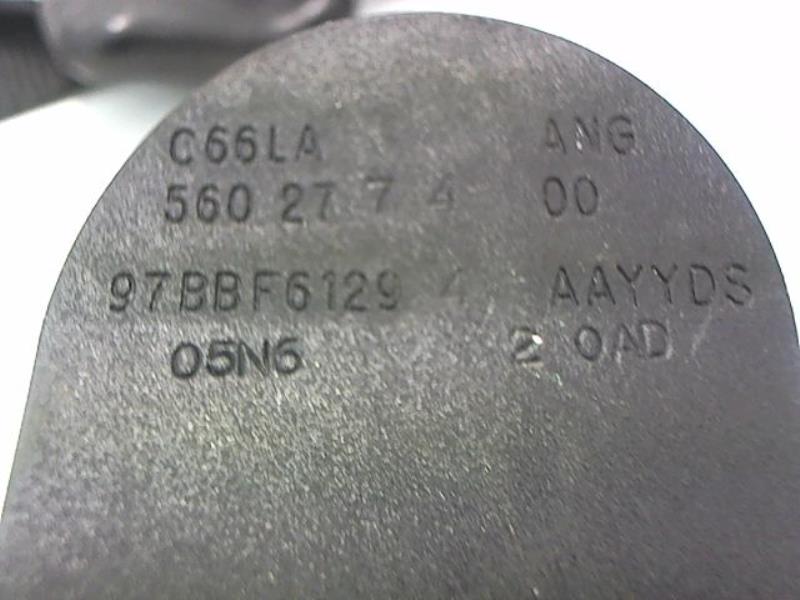 C66LA ANG
560 27 7 4 00
97BBF6129 4 AAYYDS
05N6 2 0AD